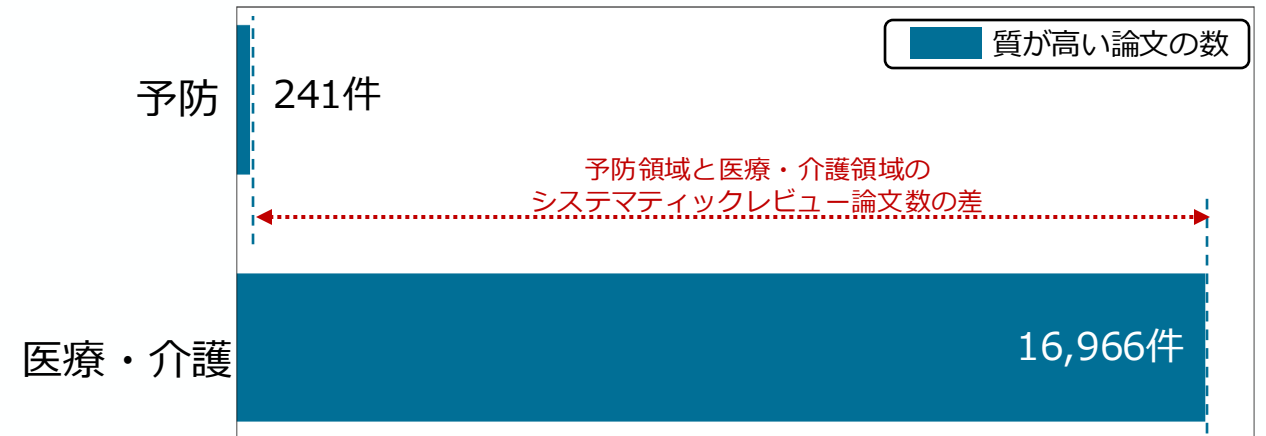 質が高い論文の数
予防
241件
予防領域と医療・介護領域の
システマティックレビュー論文数の差
医療・介護
16,966件